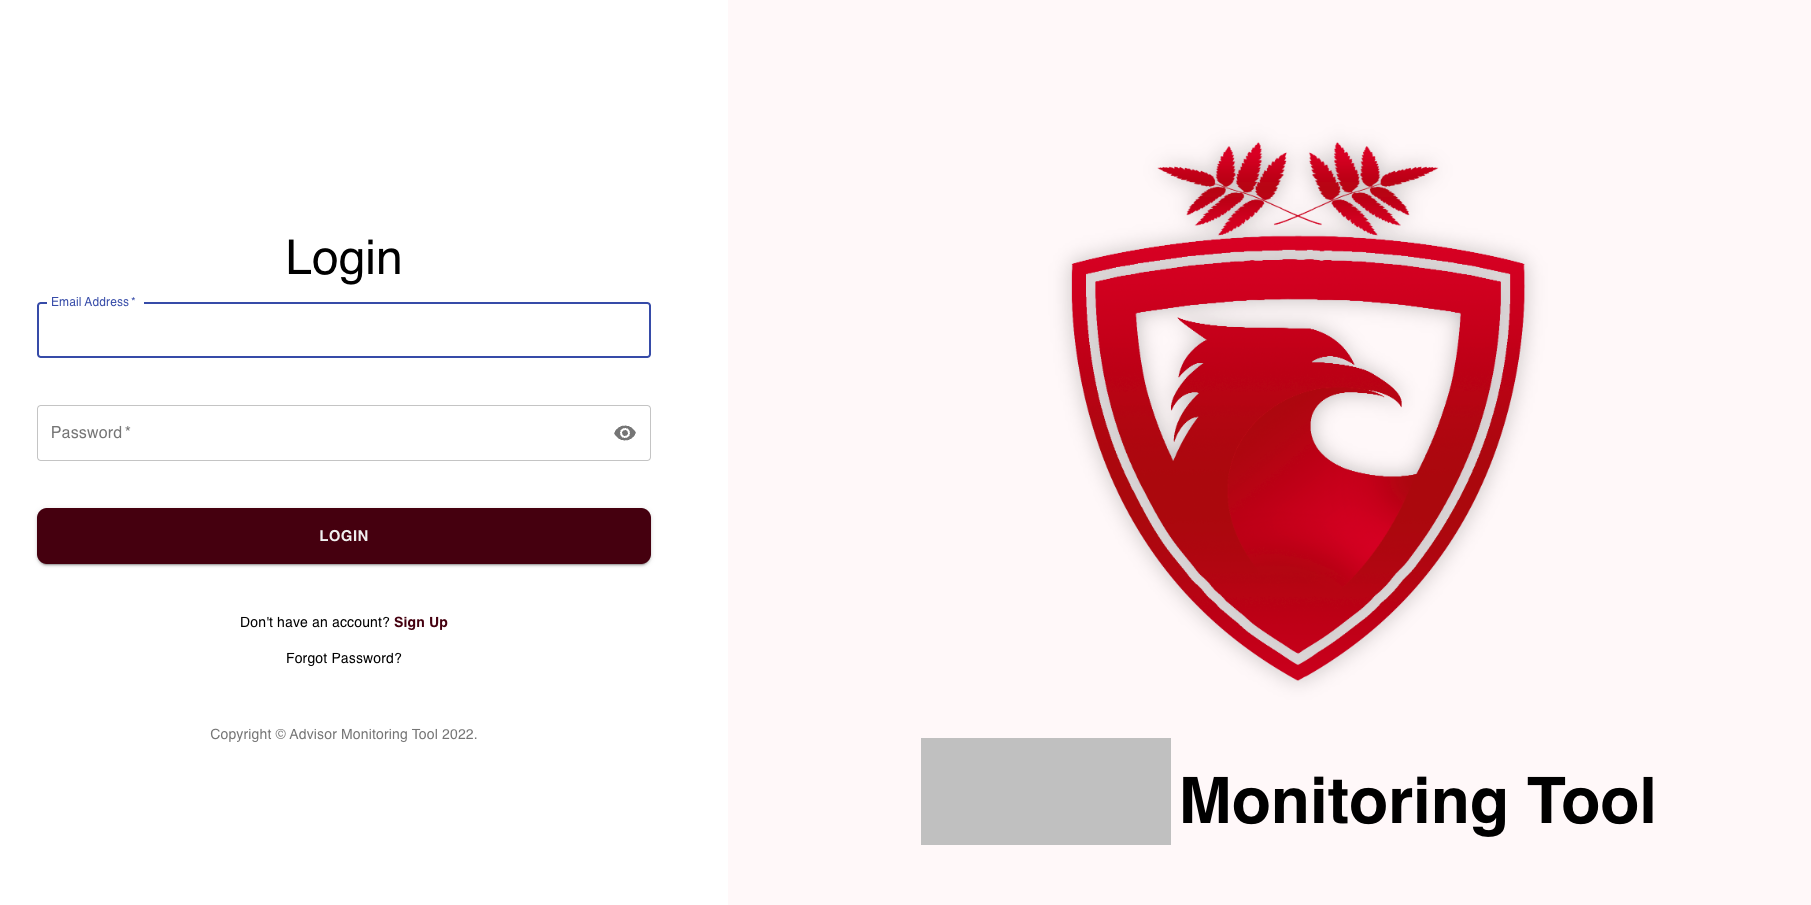 Login
Email Address *
Password *
LOGIN
Don't have an account? Sign Up
Forgot Password?
Copyright © Advisor Monitoring Tool 2022.
Monitoring Tool